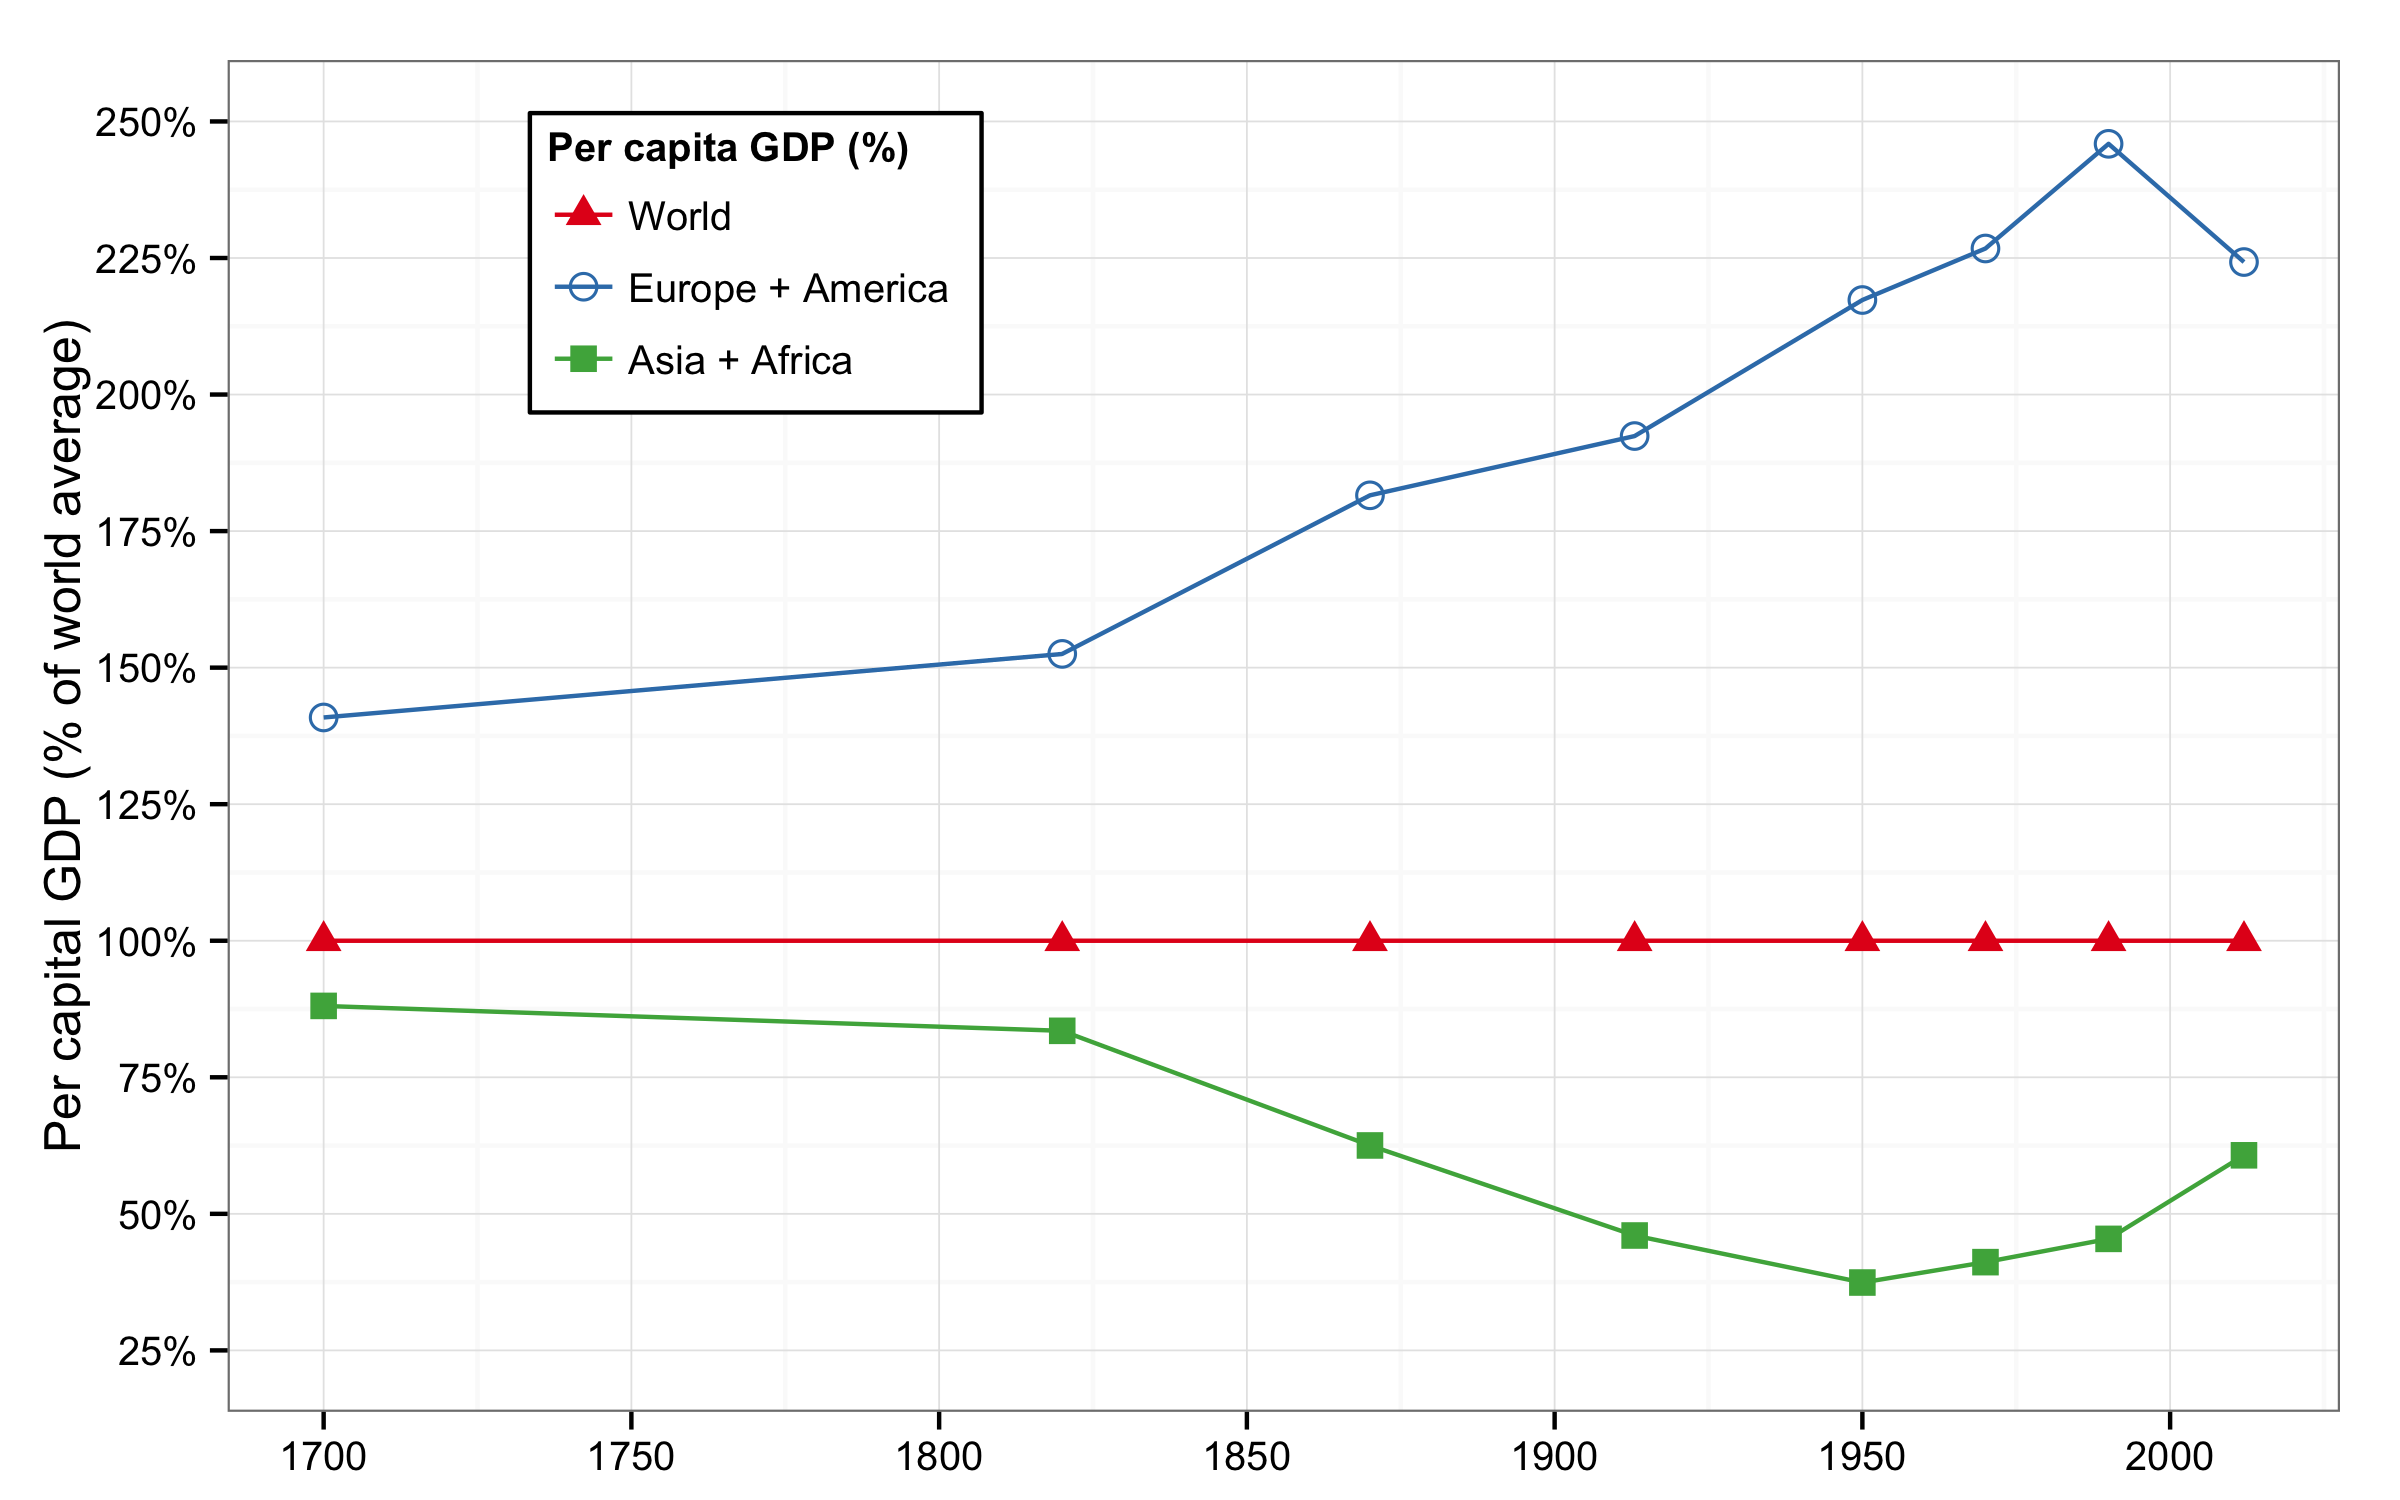 Per capital GDP (% of world average)
250%
225%
200%
175%
150%
125%
100%
75%
50%
25%
Per capita GDP (%)
World
Europe + America
Asia + Africa
1700 1750 1800 1850 1900 1950 2000